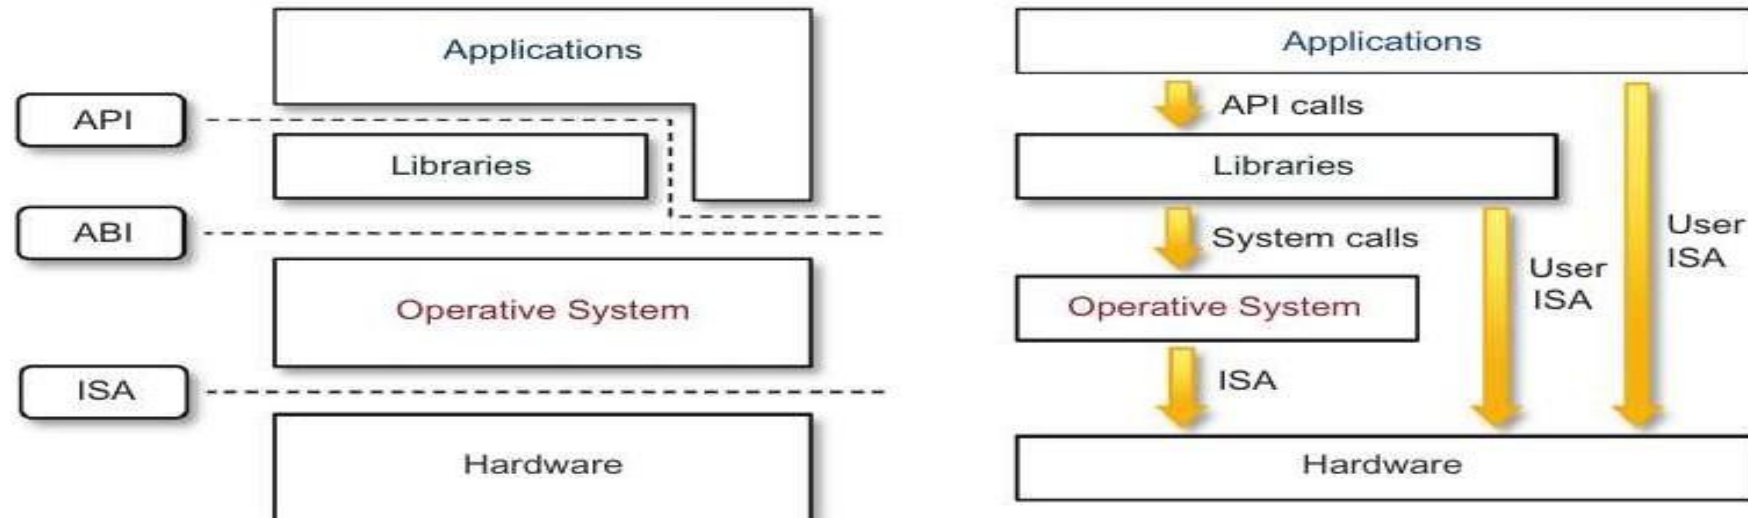 Applications
API
Libraries
ABI
Operative System
ISA
Hardware
Applications
API calls
Libraries
System calls
User
ISA
User
ISA
Operative System
ISA
Hardware